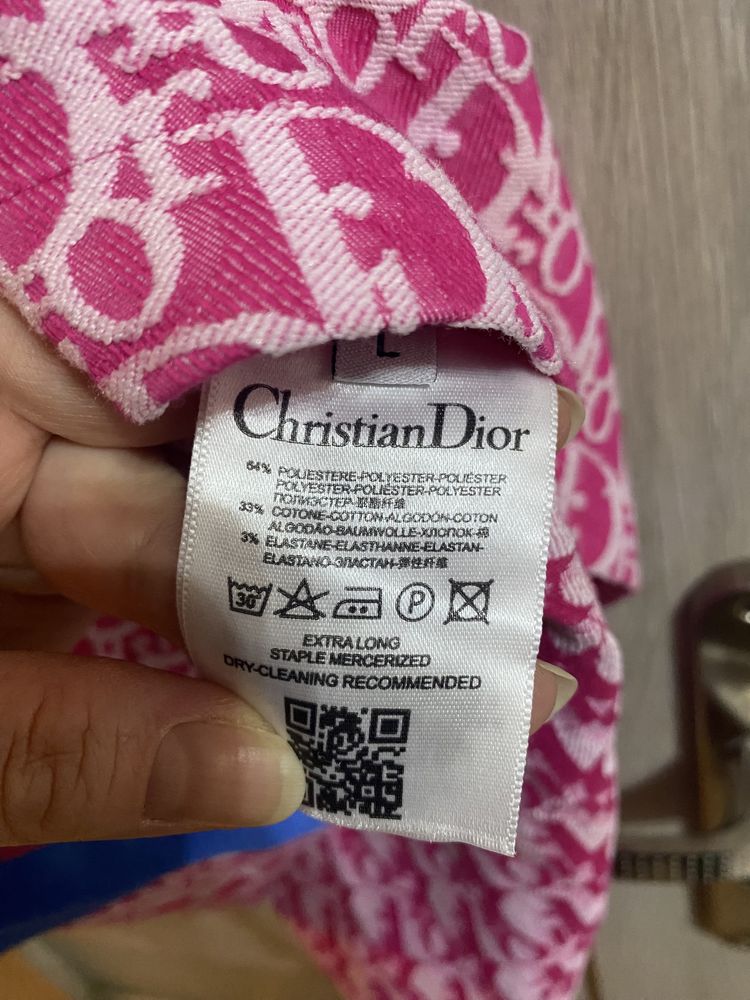 L
Christian Dior
64% POLIESTERE-POLYESTER-POLIÉSTER
POLYESTER-POLIÉSTER-POLYESTER
ПОЛИЭСТЕР-聚酯纤维
33% COTONE-COTTON-ALGODÓN-COTON
ALGODÃO-BAUMWOLLE-ХЛОПОК-棉
3% ELASTANE-ELASTHANNE-ELASTAN-
ELASTANO-ЭЛАСТАН-弹性纤维
30° P
EXTRA LONG
STAPLE MERCERIZED
DRY-CLEANING RECOMMENDED